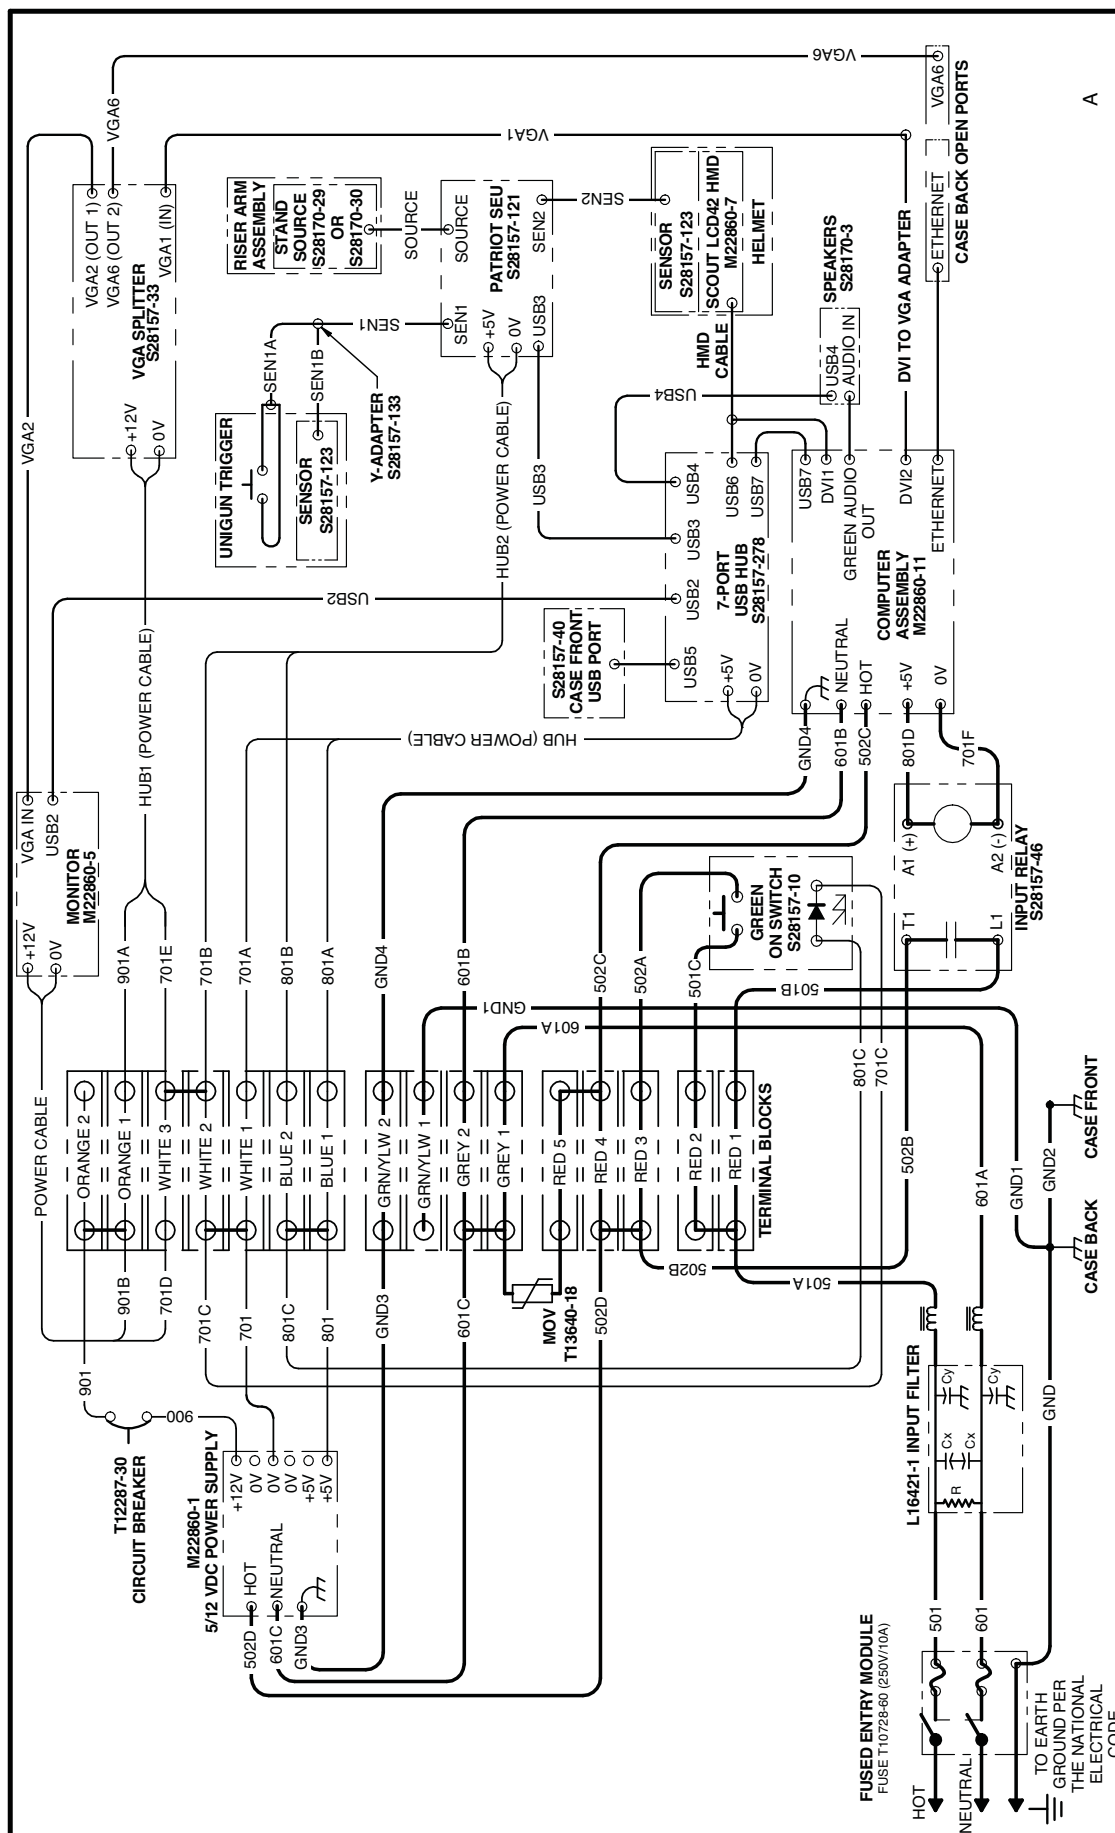 VGA6
VGA6
VGA2
VGA1
VGA2 (OUT 1)
VGA6 (OUT 2)
VGA1 (IN)
VGA SPLITTER
S28157-33
+12V
0V
RISER ARM
ASSEMBLY
STAND
SOURCE
S28170-29
OR
S28170-30
SOURCE
SOURCE
PATRIOT SEU
S28157-121
SEN2
SEN1
+5V
0V
USB3
SEN2
SENSOR
S28157-123
SCOUT LCD42 HMD
M22860-7
HELMET
HMD
CABLE
SPEAKERS
S28170-3
USB4
AUDIO IN
DVI TO VGA ADAPTER
VGA6
ETHERNET
CASE BACK OPEN PORTS
A
SEN1
SEN1A
SEN1B
Y-ADAPTER
S28157-133
UNIGUN TRIGGER
SENSOR
S28157-123
HUB2 (POWER CABLE)
USB3
USB4
USB4
USB3
USB2
USB5
USB6
USB7
7-PORT
USB HUB
S28157-278
+5V
0V
USB7
DVI1
GREEN AUDIO
OUT
DVI2
ETHERNET
COMPUTER
ASSEMBLY
M22860-11
NEUTRAL
HOT
+5V
0V
USB2
S28157-40
CASE FRONT
USB PORT
HUB1 (POWER CABLE)
HUB (POWER CABLE)
VGA IN
USB2
MONITOR
M22860-5
+12V
0V
GND4
601B
502C
801D
701F
A1 (+)
A2 (-)
T1
L1
INPUT RELAY
S28157-46
GREEN
ON SWITCH
S28157-10
POWER CABLE
901A
701E
701B
701A
801B
801A
GND4
GND1
601B
601A
502C
502A
501C
501B
801C
701C
ORANGE 2
ORANGE 1
WHITE 3
WHITE 2
WHITE 1
BLUE 2
BLUE 1
GRN/YLW 2
GRN/YLW 1
GREY 2
GREY 1
RED 5
RED 4
RED 3
RED 2
RED 1
TERMINAL BLOCKS
502B
601A
GND1
GND2
CASE FRONT
CASE BACK
901
901B
701D
701C
701
801C
801
GND3
601C
MOV
T13640-18
502D
502B
501A
900
T12287-30
CIRCUIT BREAKER
M22860-1
5/12 VDC POWER SUPPLY
+12V
0V
0V
0V
+5V
+5V
HOT
NEUTRAL
502D
601C
GND3
L16421-1 INPUT FILTER
Cy
Cy
Cx
Cx
R
GND
501
601
FUSED ENTRY MODULE
FUSE T10728-60 (250V/10A)
HOT
NEUTRAL
TO EARTH
GROUND PER
THE NATIONAL
ELECTRICAL
CODE